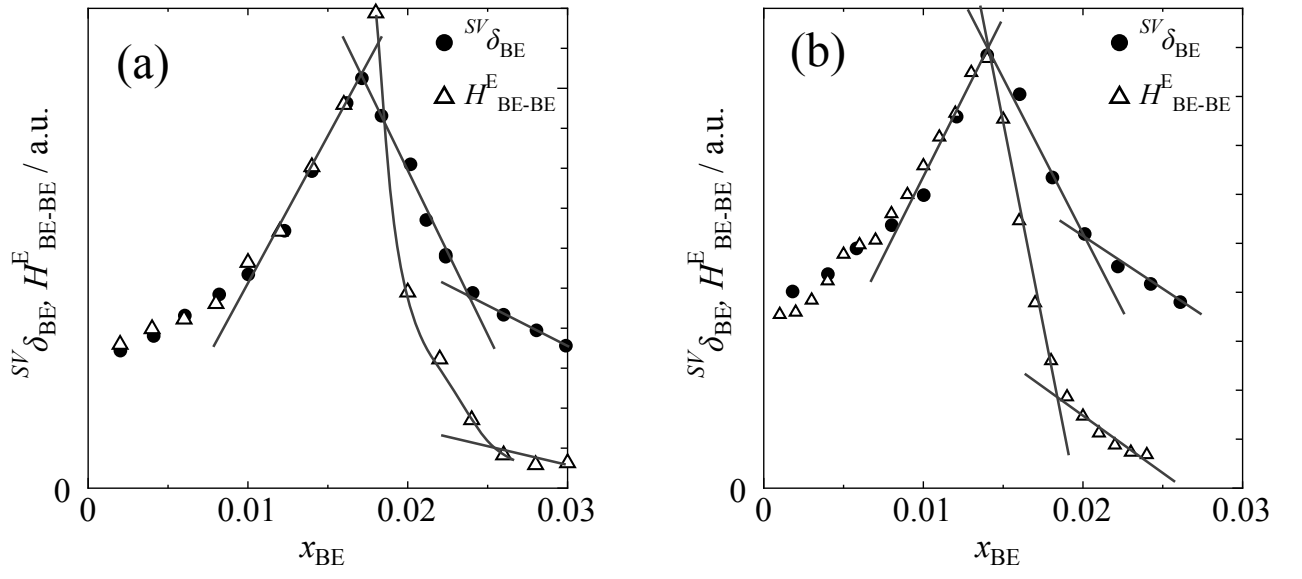 (a)
● SVδBE
△ HEBE-BE
SVδBE, HEBE-BE / a.u.
0
0 0.01 0.02 0.03
xBE
(b)
● SVδBE
△ HEBE-BE
SVδBE, HEBE-BE / a.u.
0
0 0.01 0.02 0.03
xBE